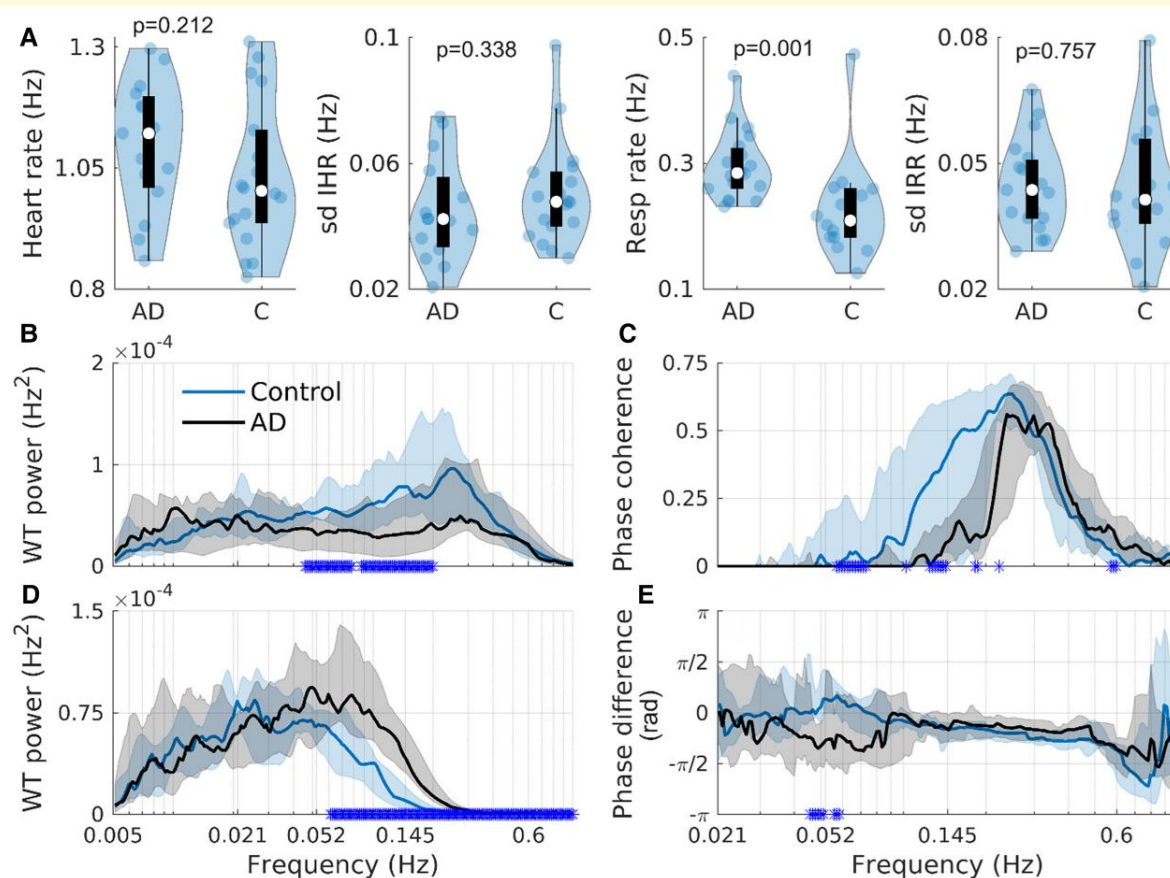 A
p=0.212
p=0.338
p=0.001
p=0.757
Heart rate (Hz)
1.3
1.05
0.8
AD
C
sd IHR (Hz)
0.1
0.06
0.02
AD
C
Resp rate (Hz)
0.5
0.3
0.1
AD
C
sd IRR (Hz)
0.08
0.05
0.02
AD
C
B
×10⁻⁴
WT power (Hz²)
2
1
0
Control
AD
C
Phase coherence
0.75
0.5
0.25
0
D
×10⁻⁴
WT power (Hz²)
1.5
0.75
0
0.005
0.021
0.052
0.145
0.6
Frequency (Hz)
E
Phase difference
(rad)
π
π/2
0
-π/2
-π
0.021
0.052
0.145
0.6
Frequency (Hz)